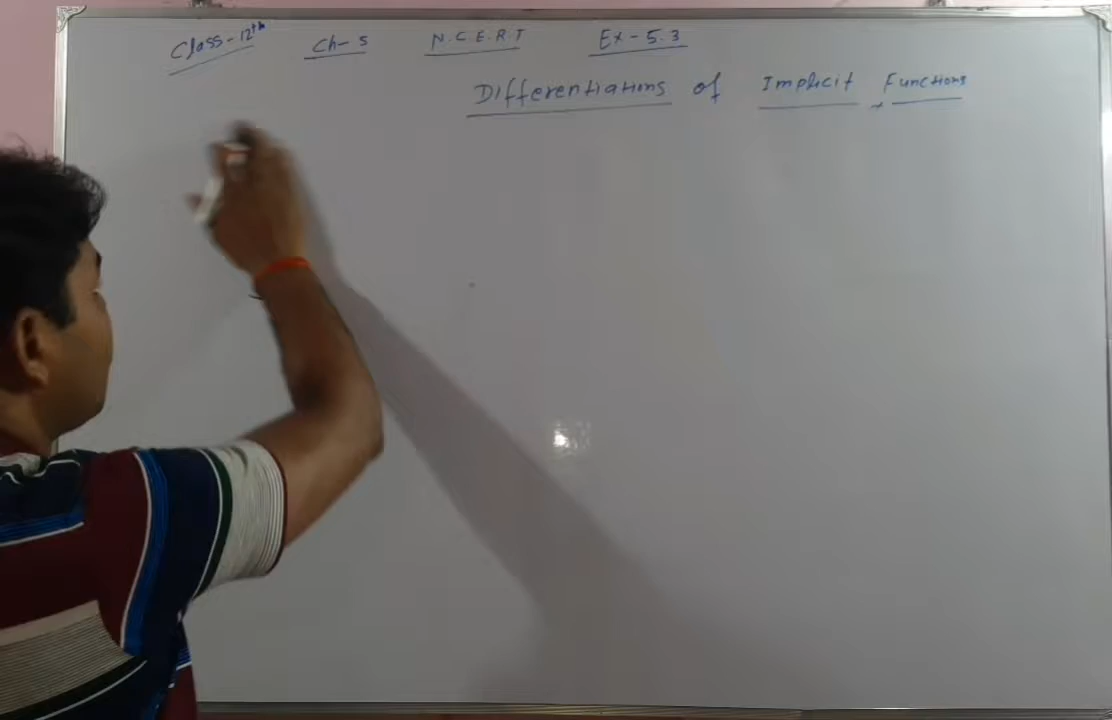 Class-12th Ch-5 N.C.E.R.T Ex-5.3
Differentiations of Implicit Functions